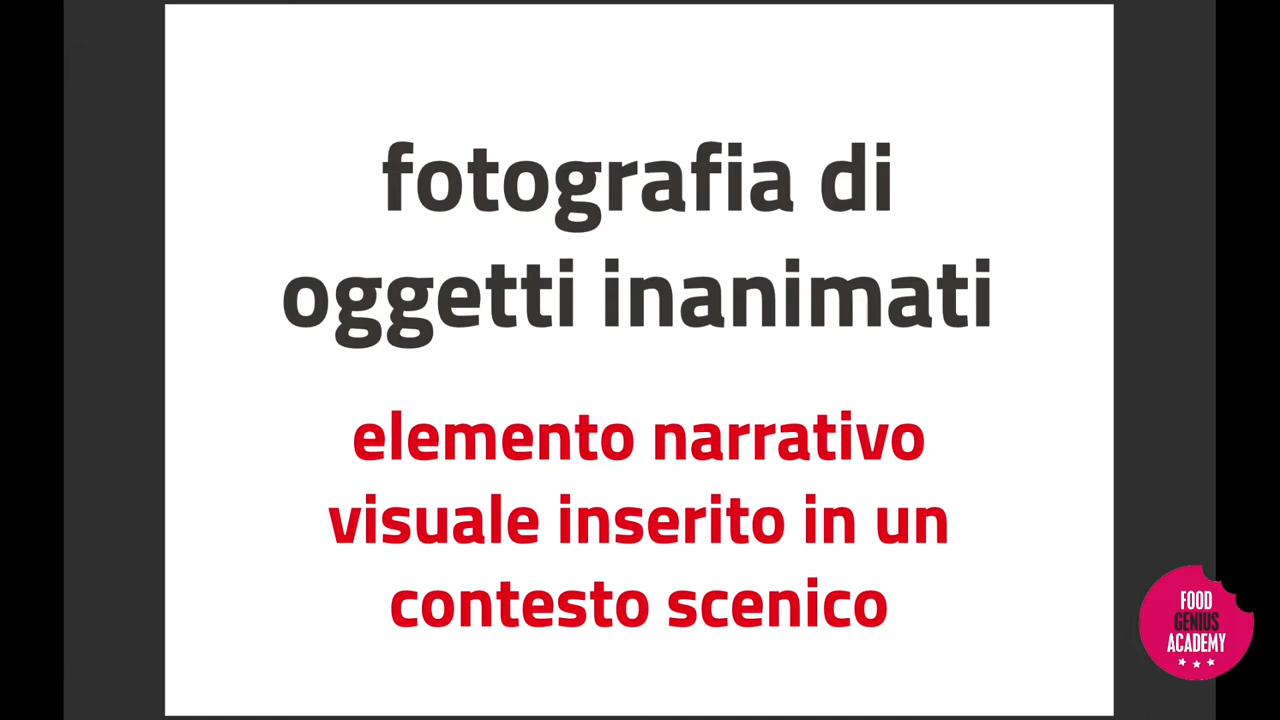 fotografia di
oggetti inanimati
elemento narrativo
visuale inserito in un
contesto scenico
FOOD
GENIUS
ACADEMY